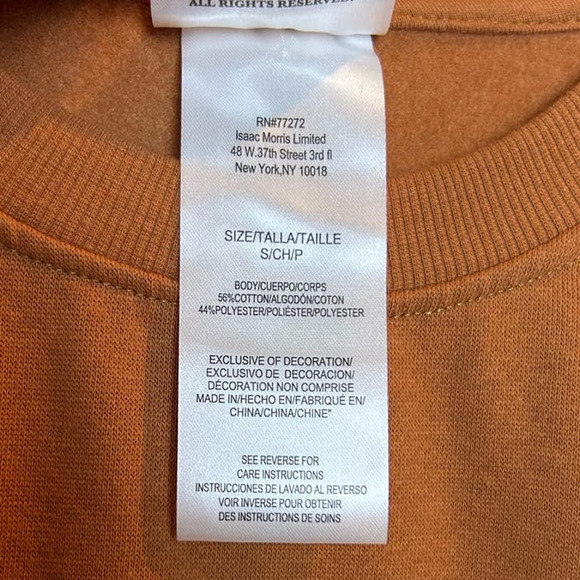 ALL RIGHTS RESERVED.
RN#77272
Isaac Morris Limited
48 W.37th Street 3rd fl
New York,NY 10018
SIZE/TALLA/TAILLE
S/CH/P
BODY/CUERPO/CORPS
56%COTTON/ALGODÓN/COTON
44%POLYESTER/POLIÉSTER/POLYESTER
EXCLUSIVE OF DECORATION/
EXCLUSIVO DE DECORACION/
DÉCORATION NON COMPRISE
MADE IN/HECHO EN/FABRIQUÉ EN/
CHINA/CHINA/CHINE"
SEE REVERSE FOR
CARE INSTRUCTIONS
INSTRUCCIONES DE LAVADO AL REVERSO
VOIR INVERSE POUR OBTENIR
DES INSTRUCTIONS DE SOINS